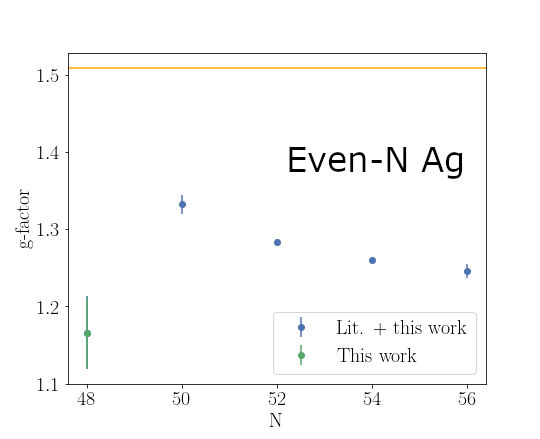 1.5
Even-N Ag
1.4
1.3
g-factor
1.2
Lit. + this work
This work
1.1
48 50 52 54 56
N